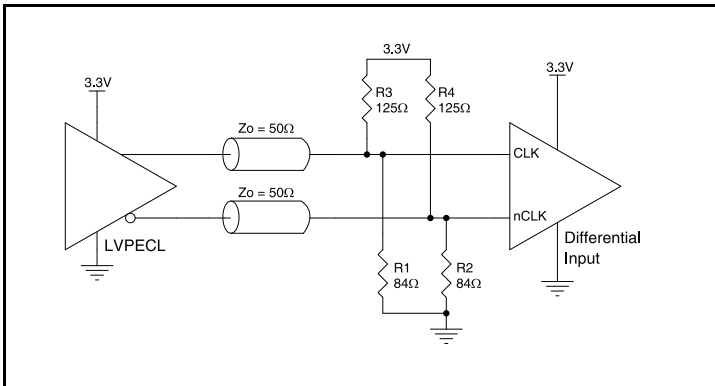 3.3V
3.3V
3.3V
R3
125Ω
R4
125Ω
Zo = 50Ω
CLK
Zo = 50Ω
nCLK
LVPECL
Differential
Input
R1
84Ω
R2
84Ω